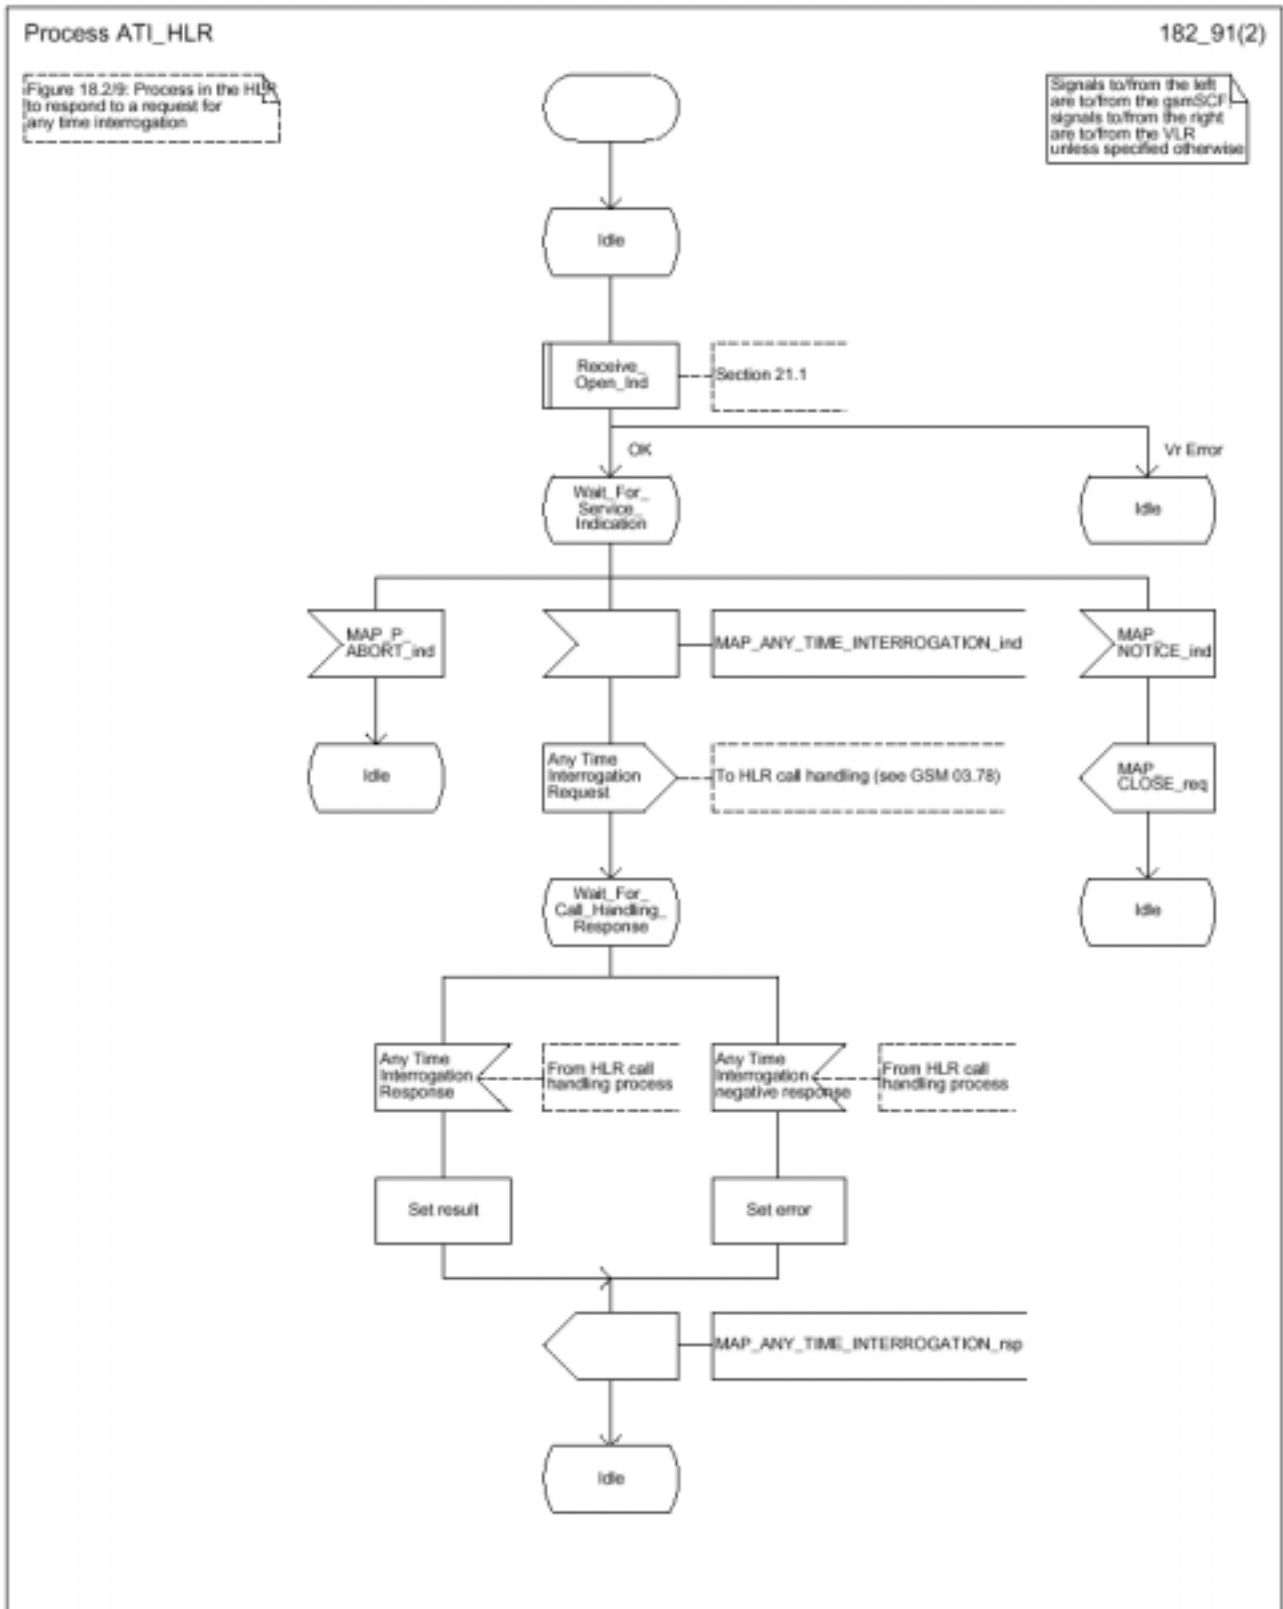 Process ATI_HLR
182_91(2)
Figure 18.2/9: Process in the HLR
to respond to a request for
any time interrogation
Signals to/from the left
are to/from the gsmSCF
signals to/from the right
are to/from the VLR
unless specified otherwise
Idle
Receive_
Open_Ind
Section 21.1
OK
Vr Error
Wait_For_
Service_
Indication
Idle
MAP_P_
ABORT_ind
MAP_ANY_TIME_INTERROGATION_ind
MAP_
NOTICE_ind
Idle
Any Time
Interrogation
Request
To HLR call handling (see GSM 03.78)
MAP_
CLOSE_req
Wait_For_
Call_Handling_
Response
Idle
Any Time
Interrogation
Response
From HLR call
handling process
Any Time
Interrogation
negative response
From HLR call
handling process
Set result
Set error
MAP_ANY_TIME_INTERROGATION_rsp
Idle